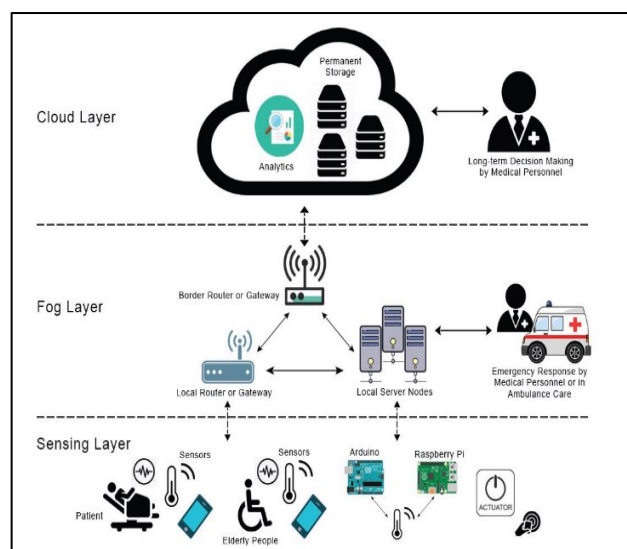 Permanent
Storage
Cloud Layer
Analytics
Long-term Decision Making
by Medical Personnel
Border Router or Gateway
Fog Layer
Local Router or Gateway
Local Server Nodes
Emergency Response by
Medical Personnel or in
Ambulance Care
Sensing Layer
Sensors
Patient
Sensors
Elderly People
Arduino
Raspberry Pi
ACTUATOR